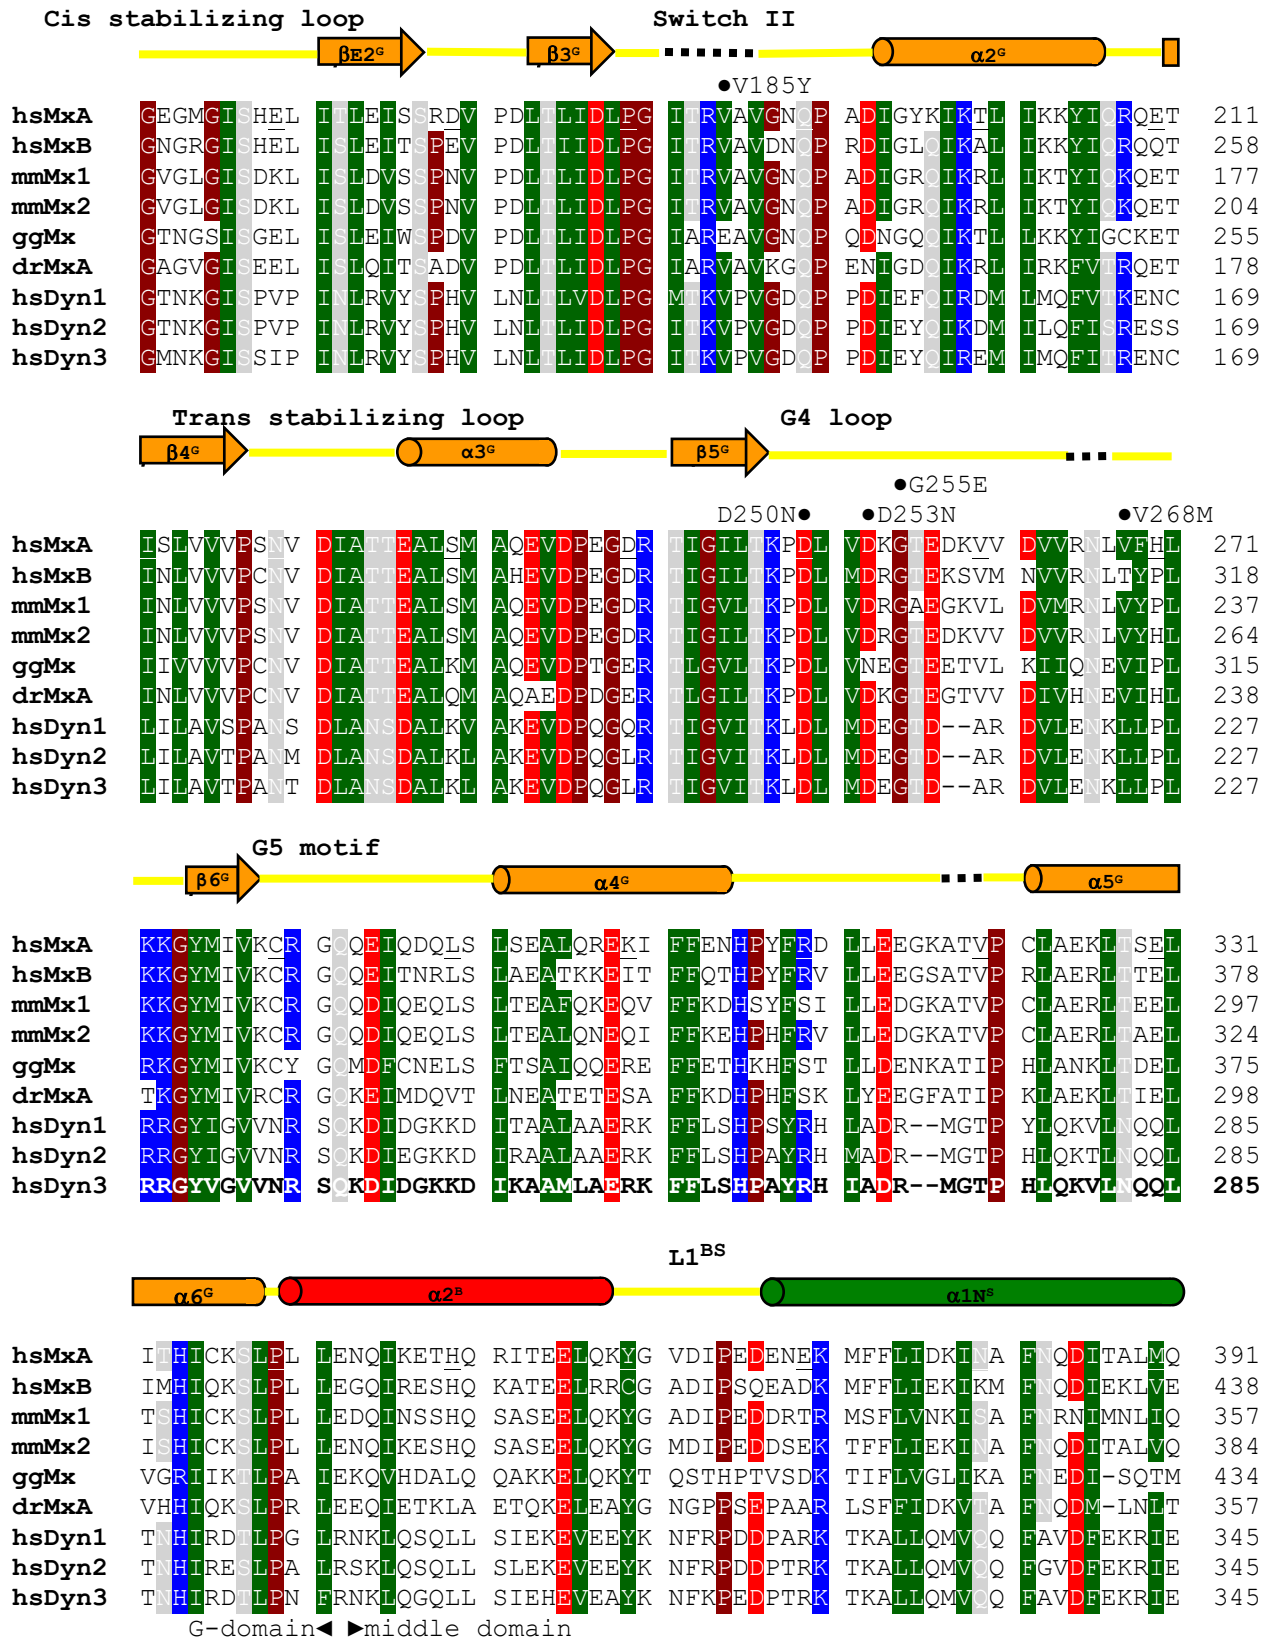 Cis stabilizing loop Switch II
βE2G β3G α2G
●V185Y
hsMxA GEGMGISHEL ITLEISSRDV PDLTLIDLPG ITRVAVGNQP ADIGYKIKTL IKKYIQRQET 211
hsMxB GNGRGISHEL ISLEITSPEV PDLTIIDLPG ITRVAVDNQP RDIGLQIKAL IKKYIQRQQT 258
mmMx1 GVGLGISDKL ISLDVSSPNV PDLTLIDLPG ITRVAVGNQP ADIGRQIKRL IKTYIQKQET 177
mmMx2 GVGLGISDKL ISLDVSSPNV PDLTLIDLPG ITRVAVGNQP ADIGRQIKRL IKTYIQKQET 204
ggMx GTNGSISGEL ISLEIWSPDV PDLTLIDLPG IAREAVGNQP QDNGQQIKTL LKKYIGCKET 255
drMxA GAGVGISEEL ISLQITSADV PDLTLIDLPG IARVAVKGQP ENIGDQIKRL IRKFVTRQET 178
hsDyn1 GTNKGISPVP INLRVYSPHV LNLTLVDLPG MTKVPVGDQP PDIEFQIRDM LMQFVTKENC 169
hsDyn2 GTNKGISPVP INLRVYSPHV LNLTLIDLPG ITKVPVGDQP PDIEYQIKDM ILQFISRESS 169
hsDyn3 GMNKGISSIP INLRVYSPHV LNLTLIDLPG ITKVPVGDQP PDIEYQIREM IMQFITRENC 169
Trans stabilizing loop G4 loop
β4G α3G β5G
●G255E
D250N● ●D253N ●V268M
hsMxA ISLVVVPSNV DIATTEALSM AQEVDPEGDR TIGILTKPDL VDKGTEDKVV DVVRNLVFHL 271
hsMxB INLVVVPCNV DIATTEALSM AHEVDPEGDR TIGILTKPDL MDRGTEKSVM NVVRNLTYPL 318
mmMx1 INLVVVPSNV DIATTEALSM AQEVDPEGDR TIGVLTKPDL VDRGAEGKVL DVMRNLVYPL 237
mmMx2 INLVVVPSNV DIATTEALSM AQEVDPEGDR TIGILTKPDL VDRGTEDKVV DVVRNLVYHL 264
ggMx IIVVVVPCNV DIATTEALKM AQEVDPTGER TLGVLTKPDL VNEGTEETVL KIIQNEVIPL 315
drMxA INLVVVPCNV DIATTEALQM AQAEDPDGER TLGILTKPDL VDKGTEGTVV DIVHNEVIHL 238
hsDyn1 LILAVSPANS DLANSDALKV AKEVDPQGQR TIGVITKLDL MDEGTD--AR DVLENKLLPL 227
hsDyn2 LILAVTPANM DLANSDALKL AKEVDPQGLR TIGVITKLDL MDEGTD--AR DVLENKLLPL 227
hsDyn3 LILAVTPANT DLANSDALKL AKEVDPQGLR TIGVITKLDL MDEGTD--AR DVLENKLLPL 227
G5 motif
β6G α4G α5G
hsMxA KKGYMIVKCR GQQEIQDQLS LSEALQREKI FFENHPYFRD LLEEGKATVP CLAEKLTSEL 331
hsMxB KKGYMIVKCR GQQEITNRLS LAEATKKEIT FFQTHPYFRV LLEEGSATVP RLAERLTTEL 378
mmMx1 KKGYMIVKCR GQQDIQEQLS LTEAFQKEQV FFKDHSYFSI LLEDGKATVP CLAERLTEEL 297
mmMx2 KKGYMIVKCR GQQDIQEQLS LTEALQNEQI FFKEHPHFRV LLEDGKATVP CLAERLTAEL 324
ggMx RKGYMIVKCY GQMDFCNELS FTSAIQQERE FFETHKHFST LLDENKATIP HLANKLTDEL 375
drMxA TKGYMIVRCR GQKEIMDQVT LNEATETESA FFKDHPHFSK LYEEGFATIP KLAEKLTIEL 298
hsDyn1 RRGYIGVVNR SQKDIDGKKD ITAALAAERK FFLSHPSYRH LADR--MGTP YLQKVLNQQL 285
hsDyn2 RRGYIGVVNR SQKDIEGKKD IRAALAAERK FFLSHPAYRH MADR--MGTP HLQKTLNQQL 285
hsDyn3 RRGYVGVVNR SQKDIDGKKD IKAAMLAERK FFLSHPAYRH IADR--MGTP HLQKVLNQQL 285
L1BS
α6G α2B α1NS
hsMxA ITHICKSLPL LENQIKETHQ RITEELQKYG VDIPEDENEK MFFLIDKINA FNQDITALMQ 391
hsMxB IMHIQKSLPL LEGQIRESHQ KATEELRRCG ADIPSQEADK MFFLIEKIKM FNQDIEKLVE 438
mmMx1 TSHICKSLPL LEDQINSSHQ SASEELQKYG ADIPEDDRTR MSFLVNKISA FNRNIMNLIQ 357
mmMx2 ISHICKSLPL LENQIKESHQ SASEELQKYG MDIPEDDSEK TFFLIEKINA FNQDITALVQ 384
ggMx VGRIIKTLPA IEKQVHDALQ QAKKELQKYT QSTHPTVSDK TIFLVGLIKA FNEDI-SQTM 434
drMxA VHHIQKSLPR LEEQIETKLA ETQKELEAYG NGPPSEPAAR LSFFIDKVTA FNQDM-LNLT 357
hsDyn1 TNHIRDTLPG LRNKLQSQLL SIEKEVEEYK NFRPDDPARK TKALLQMVQQ FAVDFEKRIE 345
hsDyn2 TNHIRESLPA LRSKLQSQLL SLEKEVEEYK NFRPDDPTRK TKALLQMVQQ FGVDFEKRIE 345
hsDyn3 TNHIRDTLPN FRNKLQGQLL SIEHEVEAYK NFKPEDPTRK TKALLQMVQQ FAVDFEKRIE 345
G-domain◄ ►middle domain